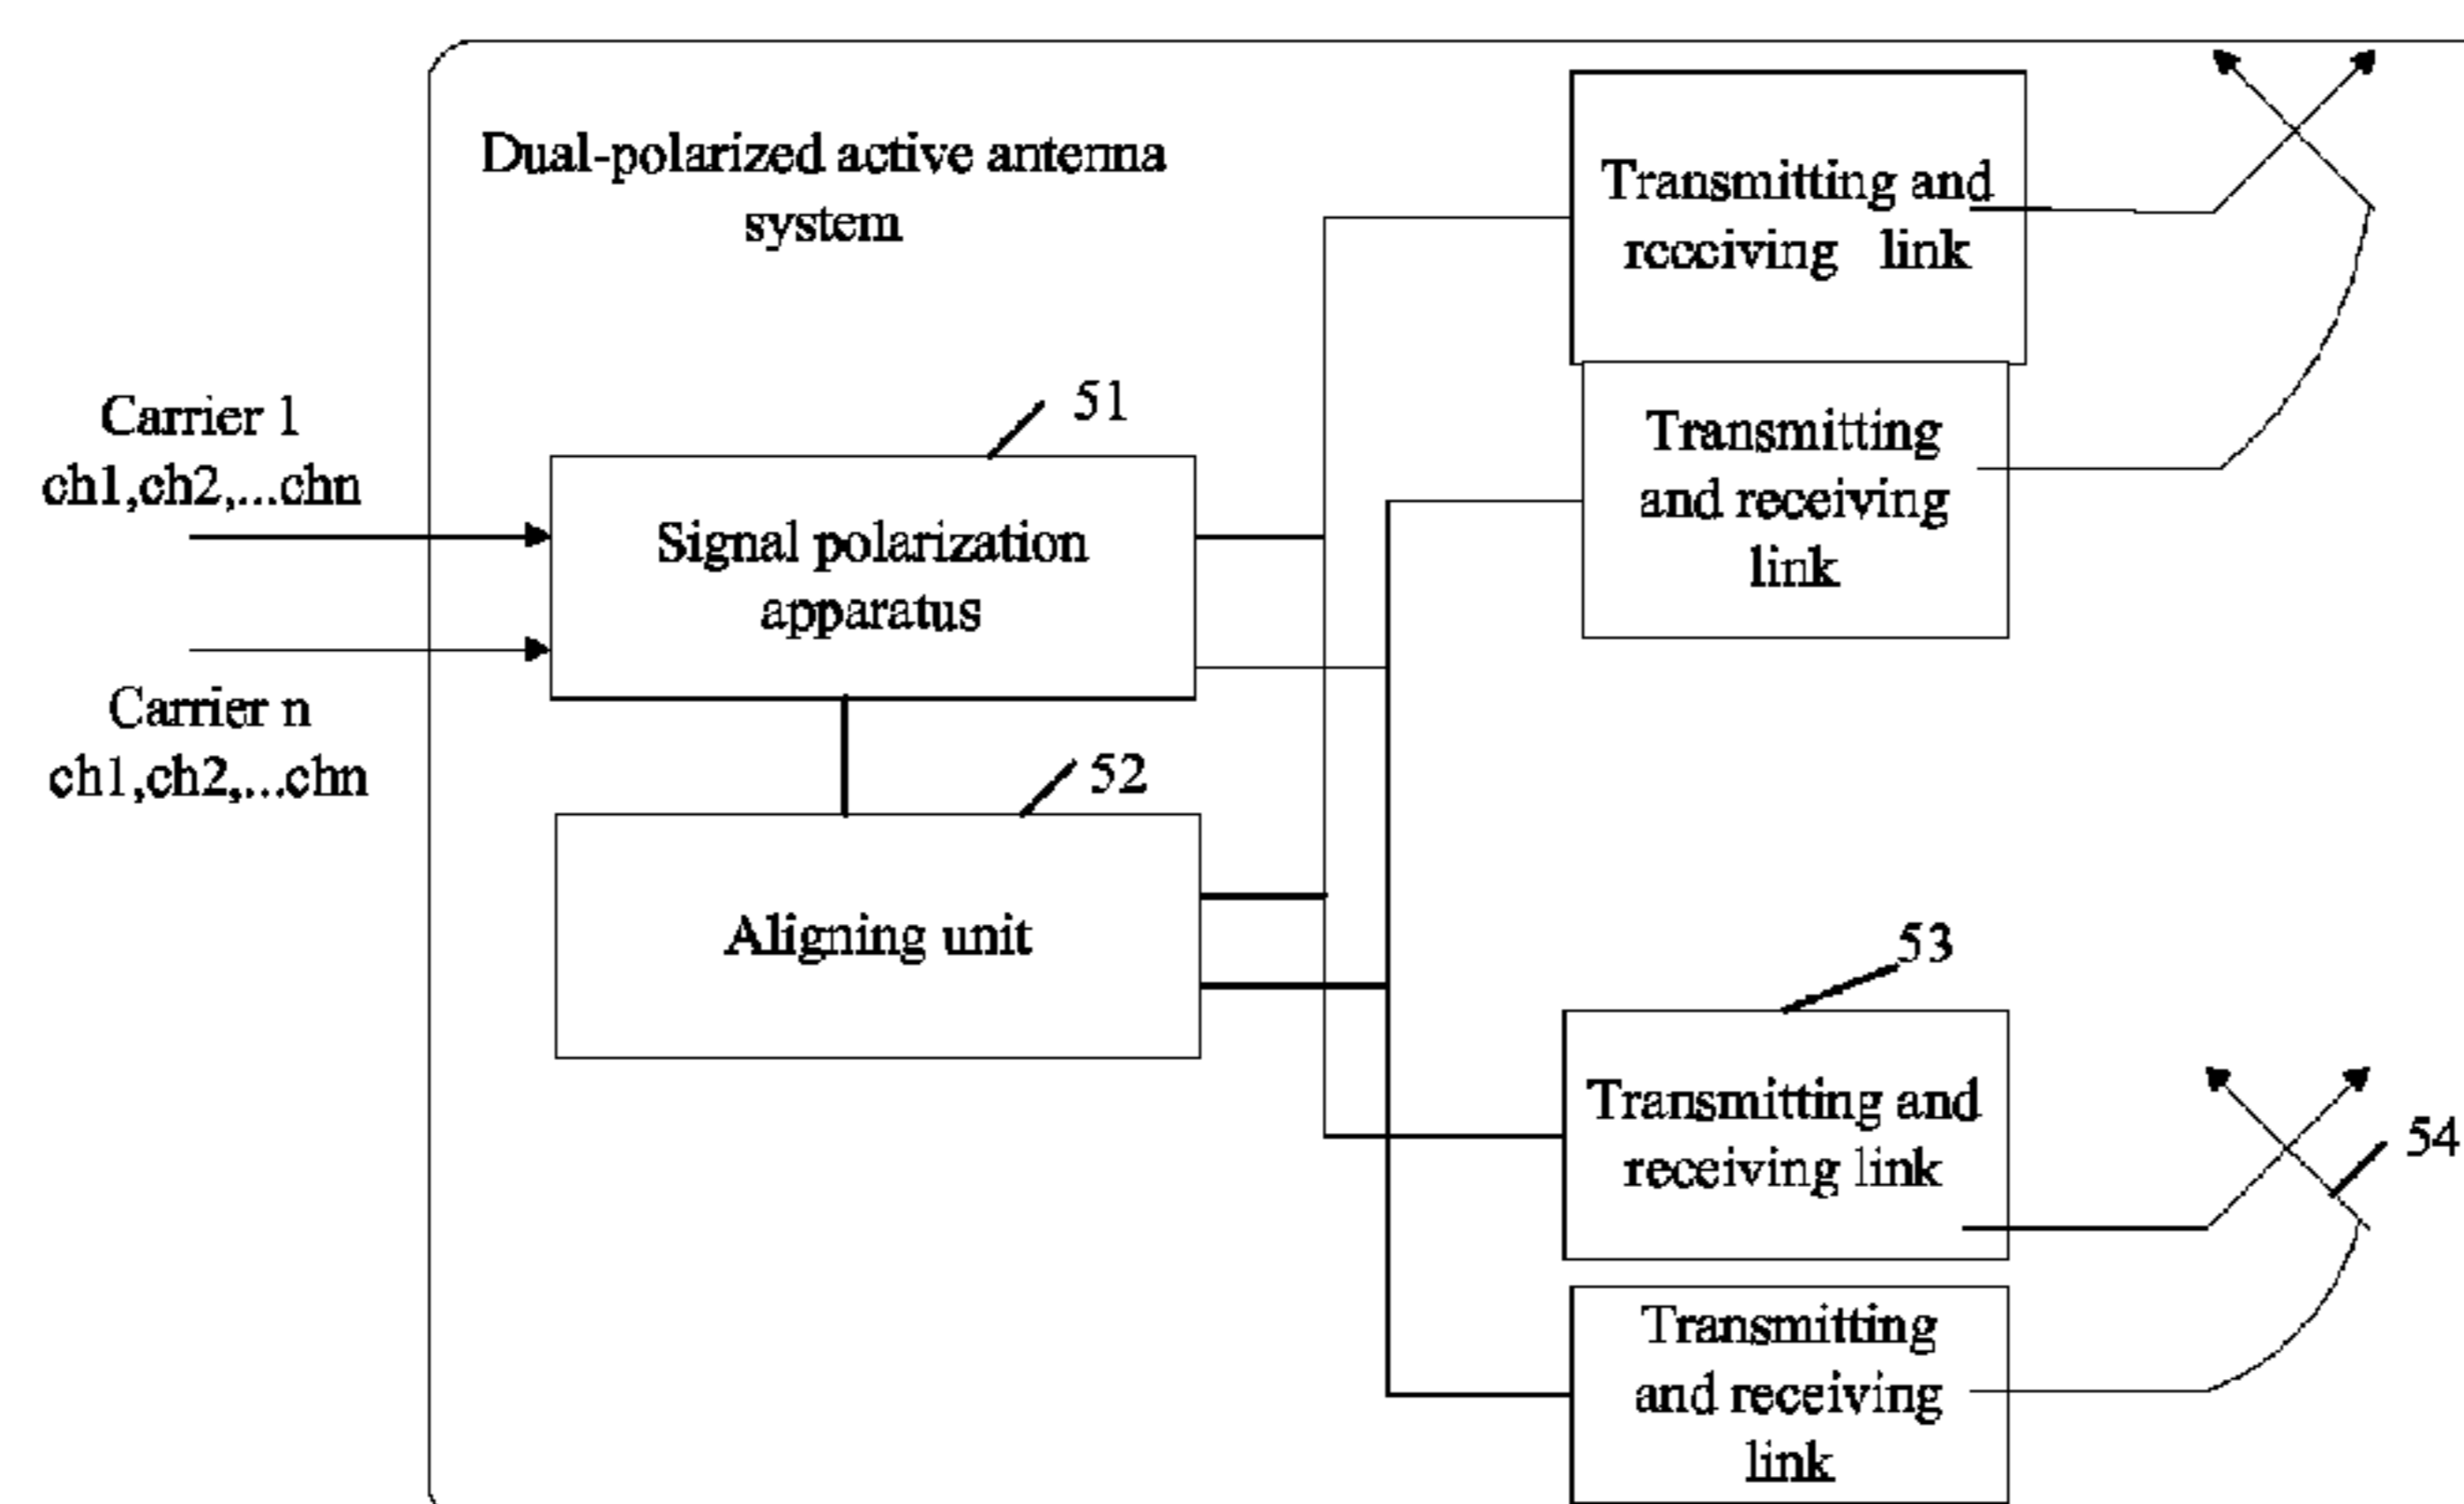 Dual-polarized active antenna
system
Transmitting and
receiving link
Transmitting
and receiving
link
Carrier 1
ch1,ch2,...chn
51
Signal polarization
apparatus
Carrier n
ch1,ch2,...chn
52
Aligning unit
53
Transmitting and
receiving link
54
Transmitting
and receiving
link